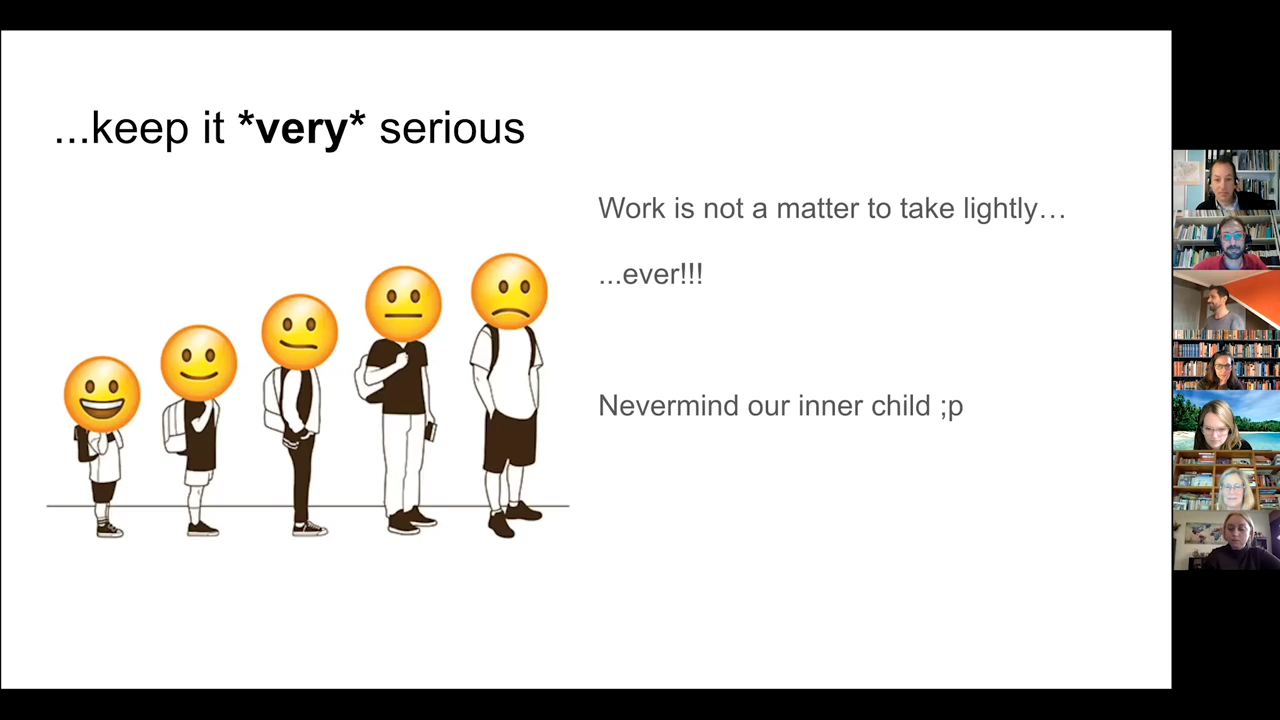 ...keep it *very* serious
Work is not a matter to take lightly…
...ever!!!
Nevermind our inner child ;p